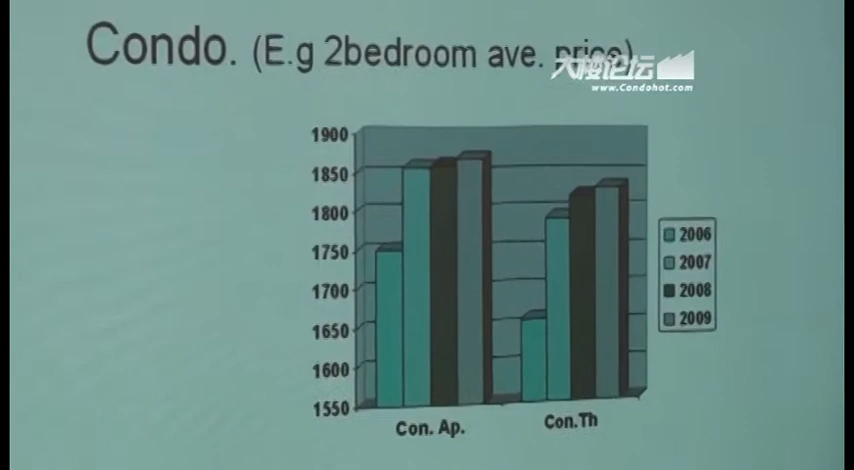 Condo. (E.g 2bedroom ave. price)
大楼论坛
www.Condohot.com
1900
1850
1800
1750
1700
1650
1600
1550
Con. Ap.
Con.Th
2006
2007
2008
2009